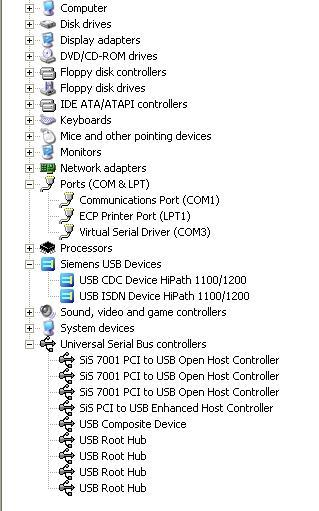 Computer
Disk drives
Display adapters
DVD/CD-ROM drives
Floppy disk controllers
Floppy disk drives
IDE ATA/ATAPI controllers
Keyboards
Mice and other pointing devices
Monitors
Network adapters
Ports (COM & LPT)
Communications Port (COM1)
ECP Printer Port (LPT1)
Virtual Serial Driver (COM3)
Processors
Siemens USB Devices
USB CDC Device HiPath 1100/1200
USB ISDN Device HiPath 1100/1200
Sound, video and game controllers
System devices
Universal Serial Bus controllers
SiS 7001 PCI to USB Open Host Controller
SiS 7001 PCI to USB Open Host Controller
SiS 7001 PCI to USB Open Host Controller
SiS PCI to USB Enhanced Host Controller
USB Composite Device
USB Root Hub
USB Root Hub
USB Root Hub
USB Root Hub